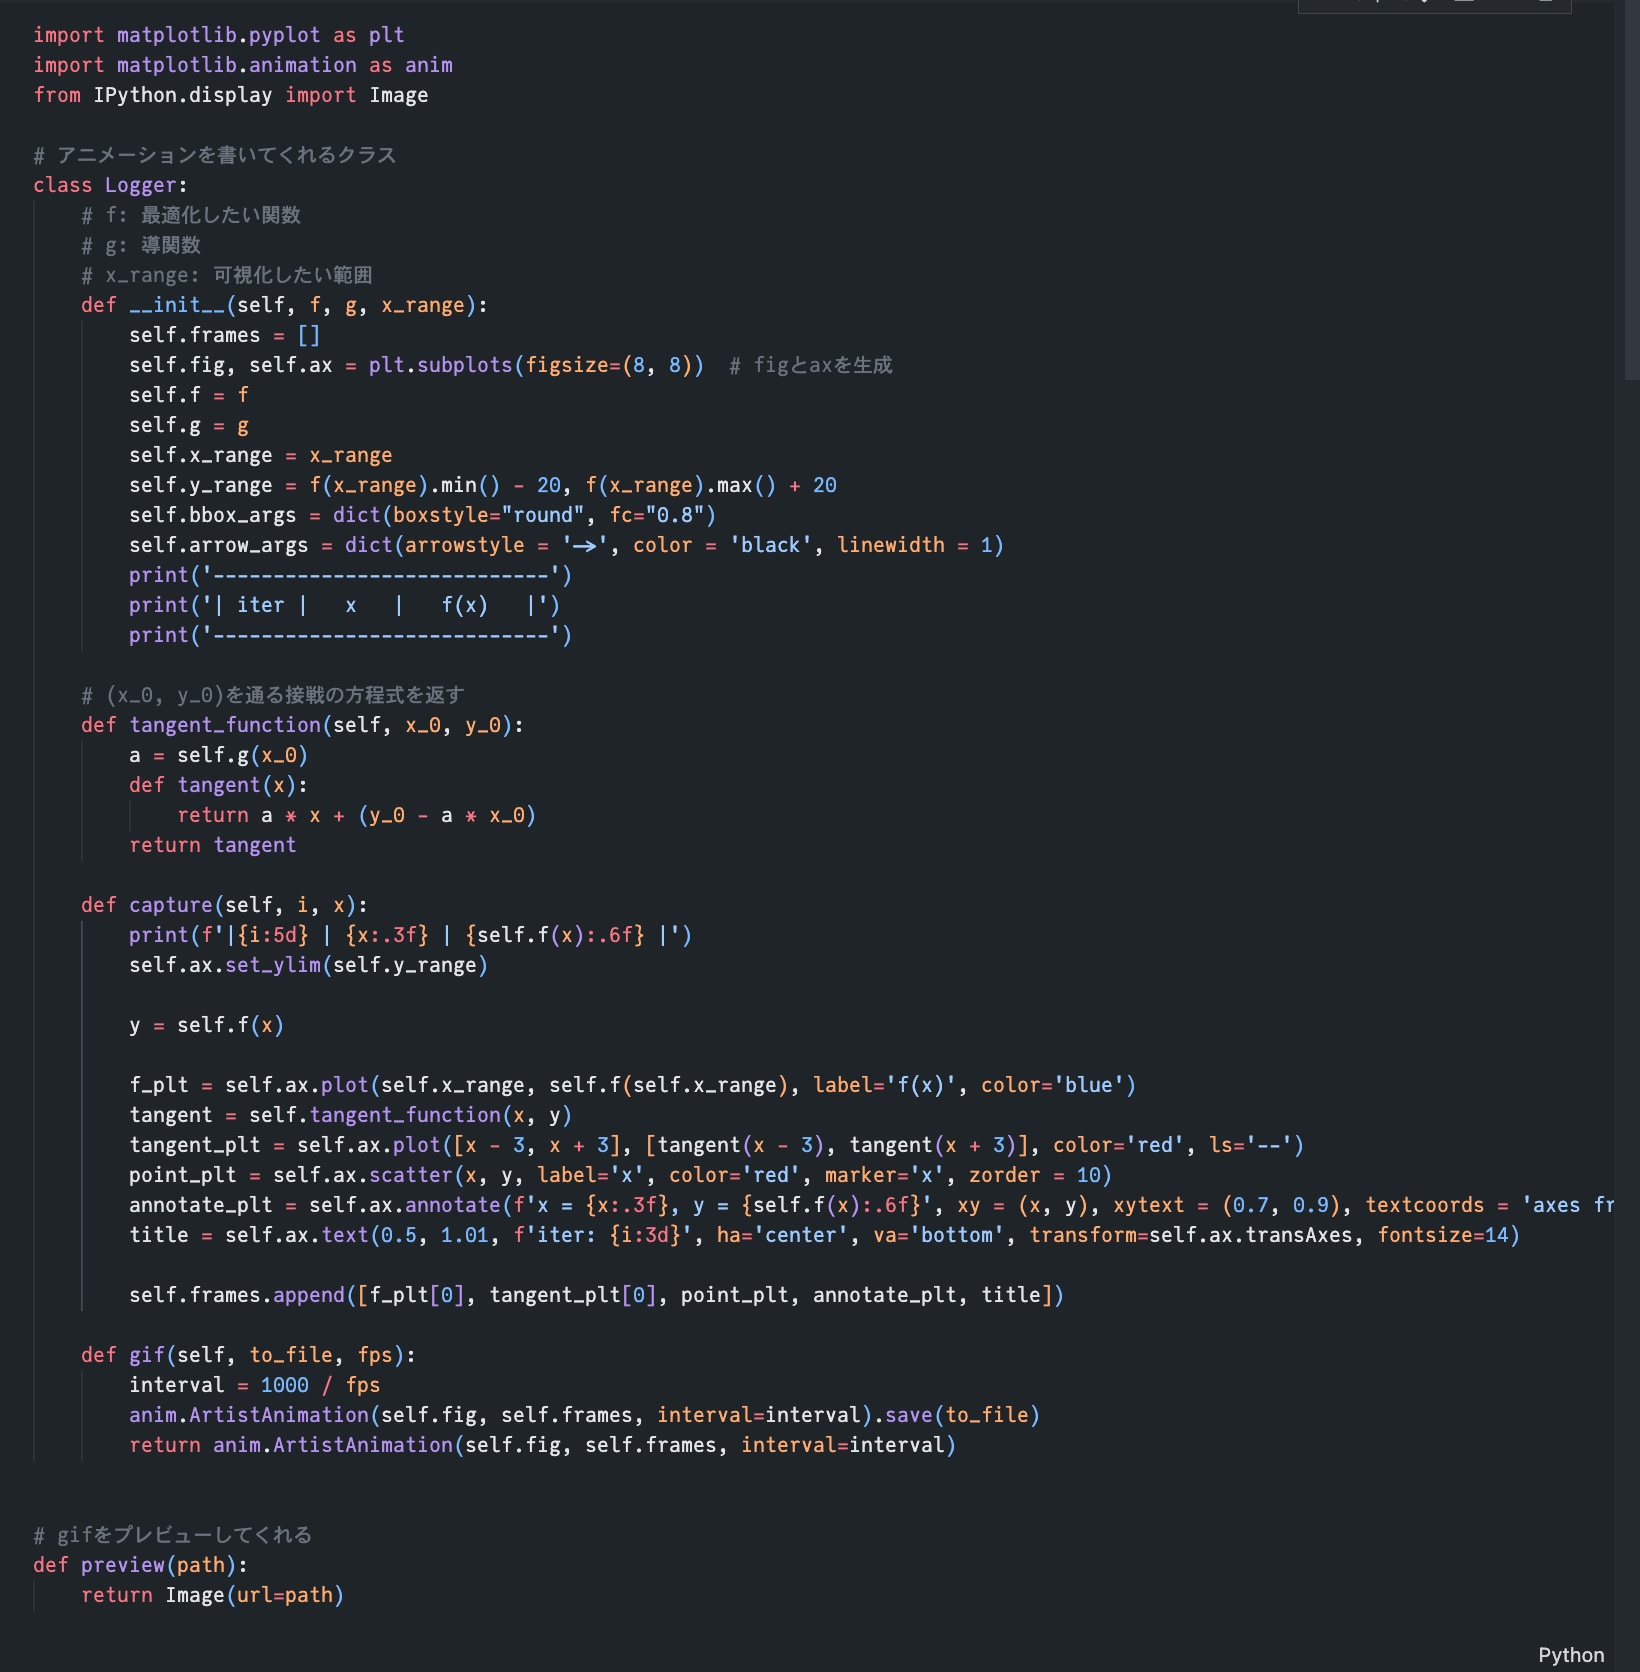 import matplotlib.pyplot as plt
import matplotlib.animation as anim
from IPython.display import Image

# アニメーションを書いてくれるクラス
class Logger:
    # f: 最適化したい関数
    # g: 導関数
    # x_range: 可視化したい範囲
    def __init__(self, f, g, x_range):
        self.frames = []
        self.fig, self.ax = plt.subplots(figsize=(8, 8))  # figとaxを生成
        self.f = f
        self.g = g
        self.x_range = x_range
        self.y_range = f(x_range).min() - 20, f(x_range).max() + 20
        self.bbox_args = dict(boxstyle="round", fc="0.8")
        self.arrow_args = dict(arrowstyle = '->', color = 'black', linewidth = 1)
        print('----------------------------')
        print('| iter |   x   |   f(x)   |')
        print('----------------------------')

    # (x_0, y_0)を通る接戦の方程式を返す
    def tangent_function(self, x_0, y_0):
        a = self.g(x_0)
        def tangent(x):
            return a * x + (y_0 - a * x_0)
        return tangent

    def capture(self, i, x):
        print(f'|{i:5d} | {x:.3f} | {self.f(x):.6f} |')
        self.ax.set_ylim(self.y_range)

        y = self.f(x)

        f_plt = self.ax.plot(self.x_range, self.f(self.x_range), label='f(x)', color='blue')
        tangent = self.tangent_function(x, y)
        tangent_plt = self.ax.plot([x - 3, x + 3], [tangent(x - 3), tangent(x + 3)], color='red', ls='--')
        point_plt = self.ax.scatter(x, y, label='x', color='red', marker='x', zorder = 10)
        annotate_plt = self.ax.annotate(f'x = {x:.3f}, y = {self.f(x):.6f}', xy = (x, y), xytext = (0.7, 0.9), textcoords = 'axes fr
        title = self.ax.text(0.5, 1.01, f'iter: {i:3d}', ha='center', va='bottom', transform=self.ax.transAxes, fontsize=14)

        self.frames.append([f_plt[0], tangent_plt[0], point_plt, annotate_plt, title])

    def gif(self, to_file, fps):
        interval = 1000 / fps
        anim.ArtistAnimation(self.fig, self.frames, interval=interval).save(to_file)
        return anim.ArtistAnimation(self.fig, self.frames, interval=interval)


# gifをプレビューしてくれる
def preview(path):
    return Image(url=path)

Python